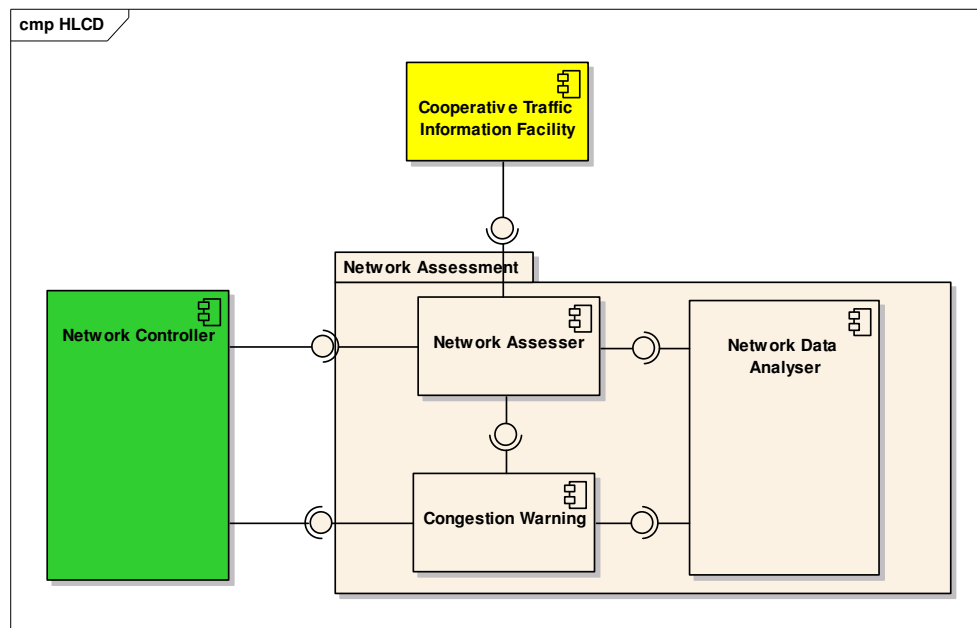 cmp HLCD
Cooperative Traffic
Information Facility
Network Assessment
Network Controller
Network Assesser
Network Data
Analyser
Congestion Warning